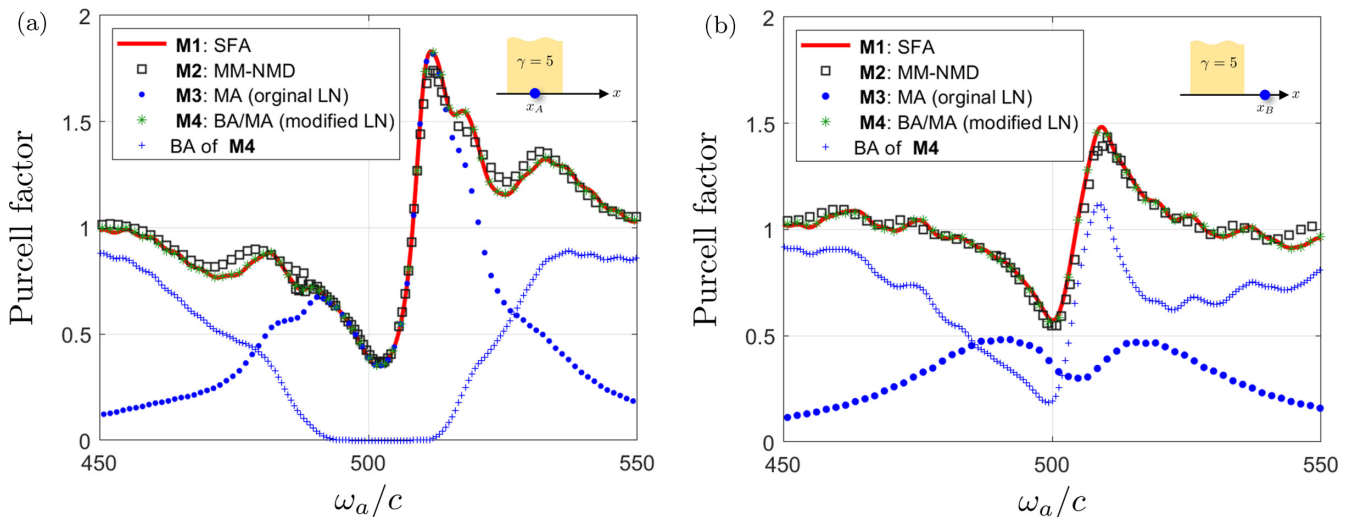 (a)
2
1.5
1
0.5
0
Purcell factor
M1: SFA
M2: MM-NMD
M3: MA (orginal LN)
M4: BA/MA (modified LN)
BA of M4
γ = 5
x_A
x
450
500
550
ω_a/c
(b)
2
1.5
1
0.5
0
Purcell factor
M1: SFA
M2: MM-NMD
M3: MA (orginal LN)
M4: BA/MA (modified LN)
BA of M4
γ = 5
x_B
x
450
500
550
ω_a/c